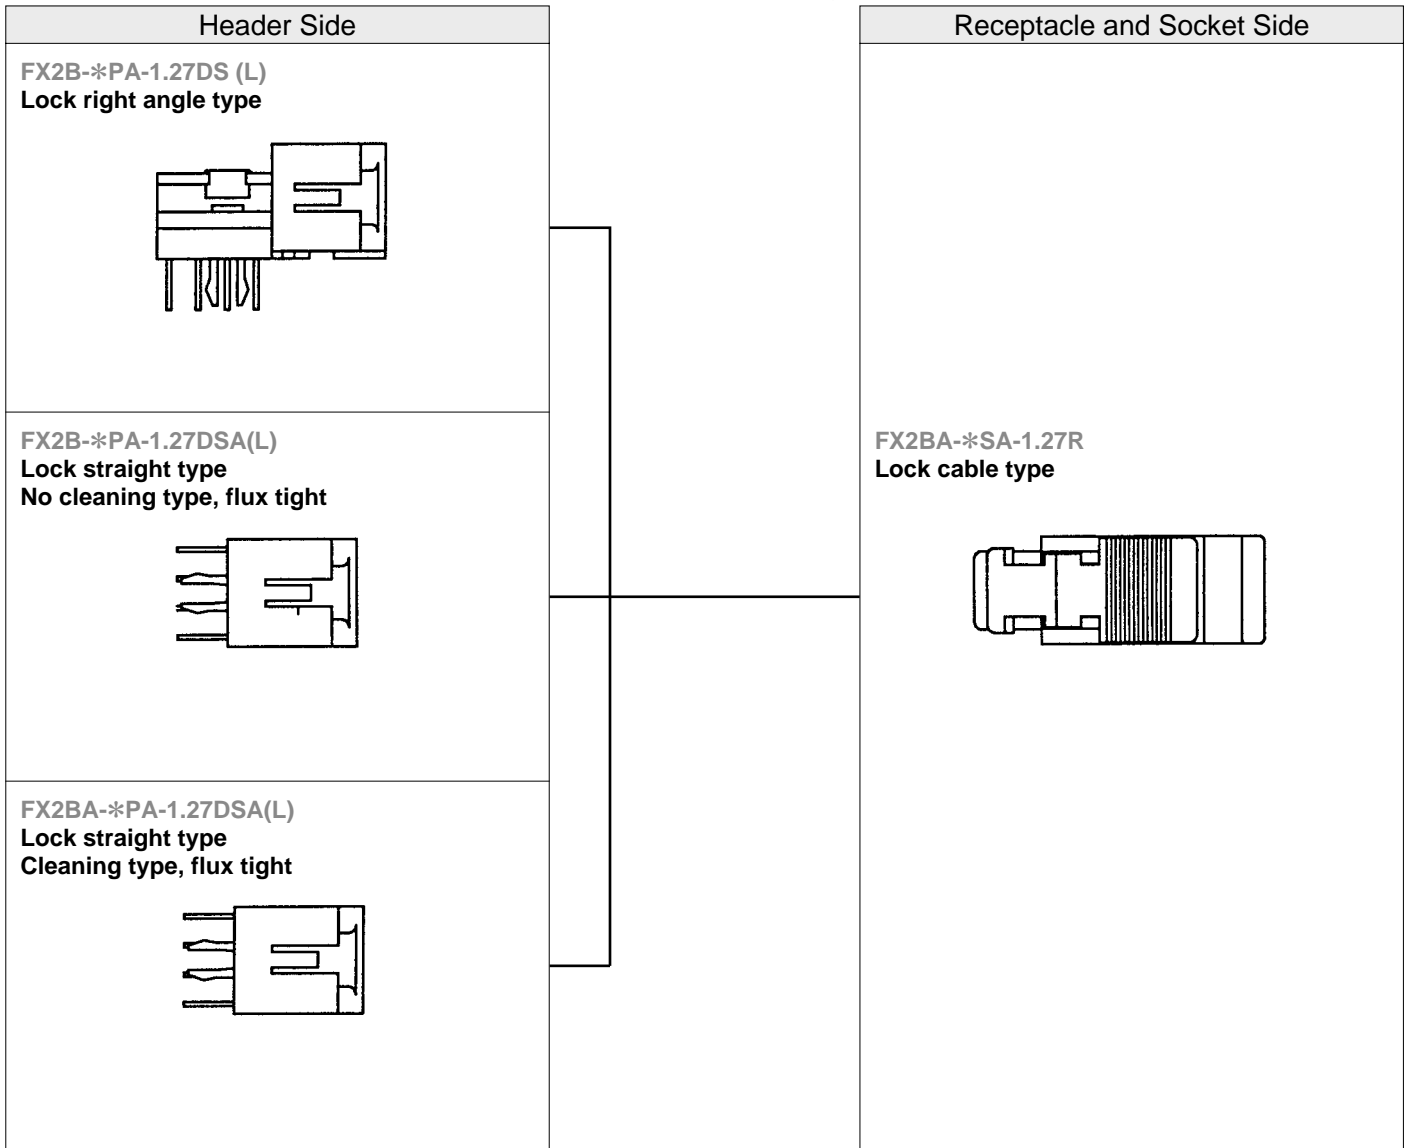 Header Side
Receptacle and Socket Side
FX2B-*PA-1.27DS (L)
Lock right angle type
FX2B-*PA-1.27DSA(L)
Lock straight type
No cleaning type, flux tight
FX2BA-*SA-1.27R
Lock cable type
FX2BA-*PA-1.27DSA(L)
Lock straight type
Cleaning type, flux tight